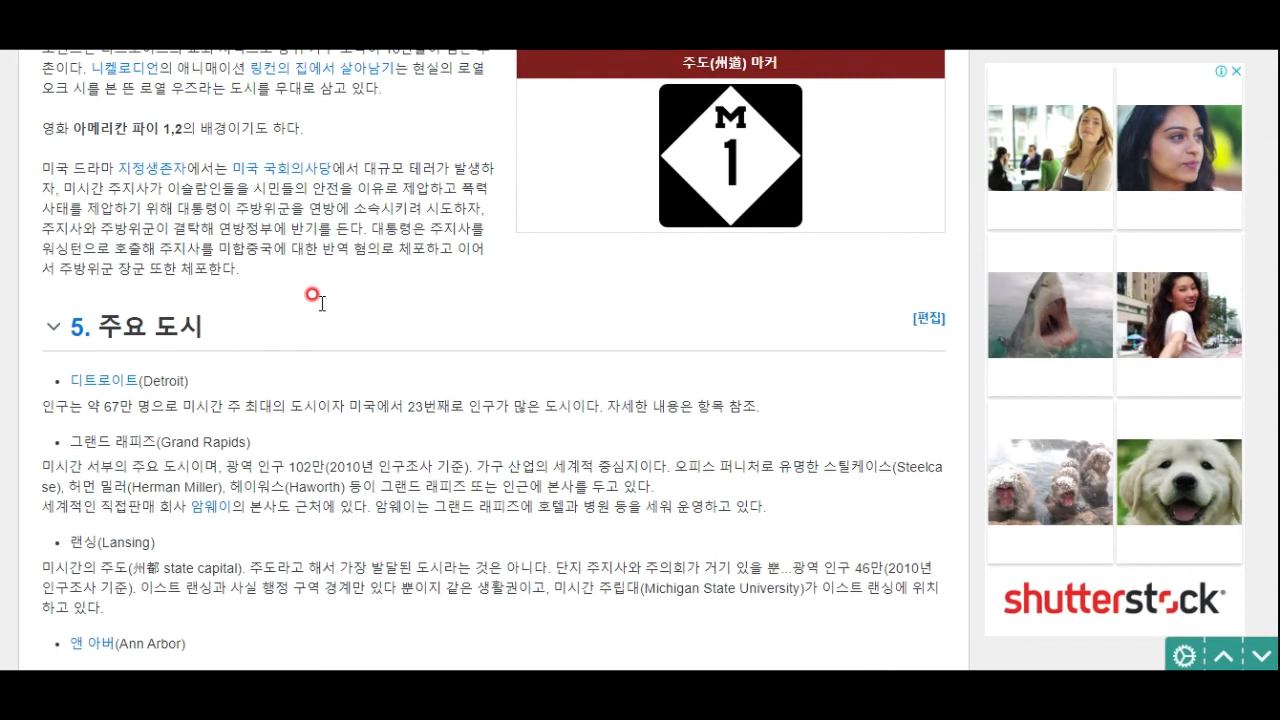 촌이다. 니켈로디언의 애니매이션 링컨의 집에서 살아남기는 현실의 로열
오크 시를 본 뜬 로열 우즈라는 도시를 무대로 삼고 있다.
영화 아메리칸 파이 1,2의 배경이기도 하다.
미국 드라마 지정생존자에서는 미국 국회의사당에서 대규모 테러가 발생하
자, 미시간 주지사가 이슬람인들을 시민들의 안전을 이유로 제압하고 폭력
사태를 제압하기 위해 대통령이 주방위군을 연방에 소속시키려 시도하자,
주지사와 주방위군이 결탁해 연방정부에 반기를 든다. 대통령은 주지사를
워싱턴으로 호출해 주지사를 미합중국에 대한 반역 혐의로 체포하고 이어
서 주방위군 장군 또한 체포한다.
주도(州道) 마커
M
1
5. 주요 도시
[편집]
• 디트로이트(Detroit)
인구는 약 67만 명으로 미시간 주 최대의 도시이자 미국에서 23번째로 인구가 많은 도시이다. 자세한 내용은 항목 참조.
• 그랜드 래피즈(Grand Rapids)
미시간 서부의 주요 도시이며, 광역 인구 102만(2010년 인구조사 기준). 가구 산업의 세계적 중심지이다. 오피스 퍼니처로 유명한 스틸케이스(Steelca
se), 허먼 밀러(Herman Miller), 헤이워스(Haworth) 등이 그랜드 래피즈 또는 인근에 본사를 두고 있다.
세계적인 직접판매 회사 암웨이의 본사도 근처에 있다. 암웨이는 그랜드 래피즈에 호텔과 병원 등을 세워 운영하고 있다.
• 랜싱(Lansing)
미시간의 주도(州都 state capital). 주도라고 해서 가장 발달된 도시라는 것은 아니다. 단지 주지사와 주의회가 거기 있을 뿐...광역 인구 46만(2010년
인구조사 기준). 이스트 랜싱과 사실 행정 구역 경계만 있다 뿐이지 같은 생활권이고, 미시간 주립대(Michigan State University)가 이스트 랜싱에 위치
하고 있다.
• 앤 아버(Ann Arbor)
shutterstock